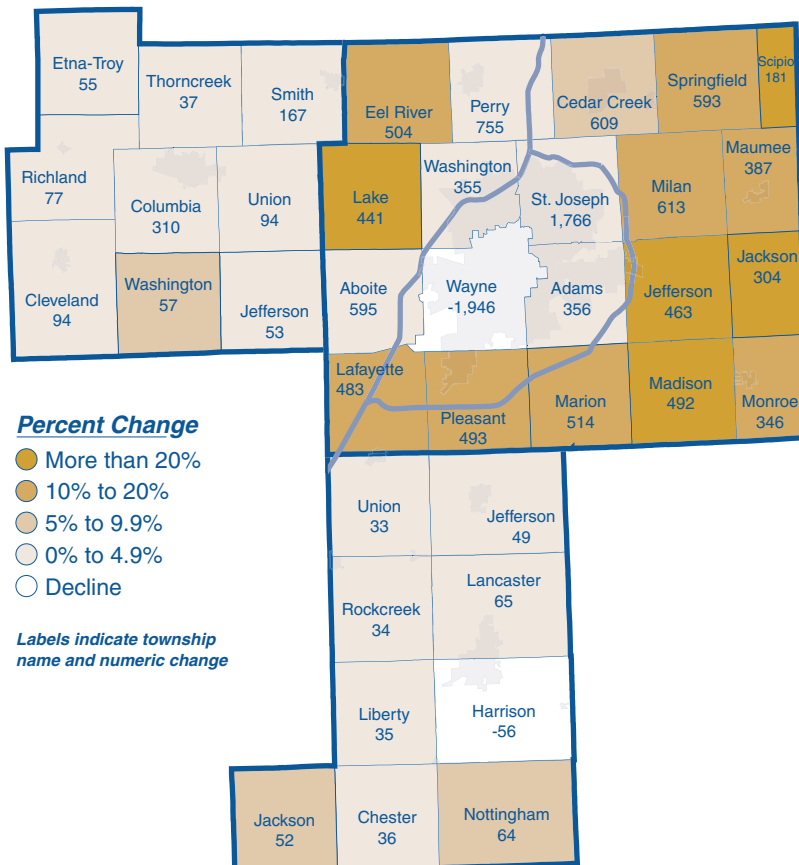 Etna-Troy
55
Thorncreek
37
Smith
167
Eel River
504
Perry
755
Cedar Creek
609
Springfield
593
Scipio
181
Richland
77
Columbia
310
Union
94
Lake
441
Washington
355
St. Joseph
1,766
Milan
613
Maumee
387
Cleveland
94
Washington
57
Jefferson
53
Aboite
595
Wayne
-1,946
Adams
356
Jefferson
463
Jackson
304
Lafayette
483
Pleasant
493
Marion
514
Madison
492
Monroe
346
Percent Change
More than 20%
10% to 20%
5% to 9.9%
0% to 4.9%
Decline
Labels indicate township
name and numeric change
Union
33
Jefferson
49
Rockcreek
34
Lancaster
65
Liberty
35
Harrison
-56
Jackson
52
Chester
36
Nottingham
64